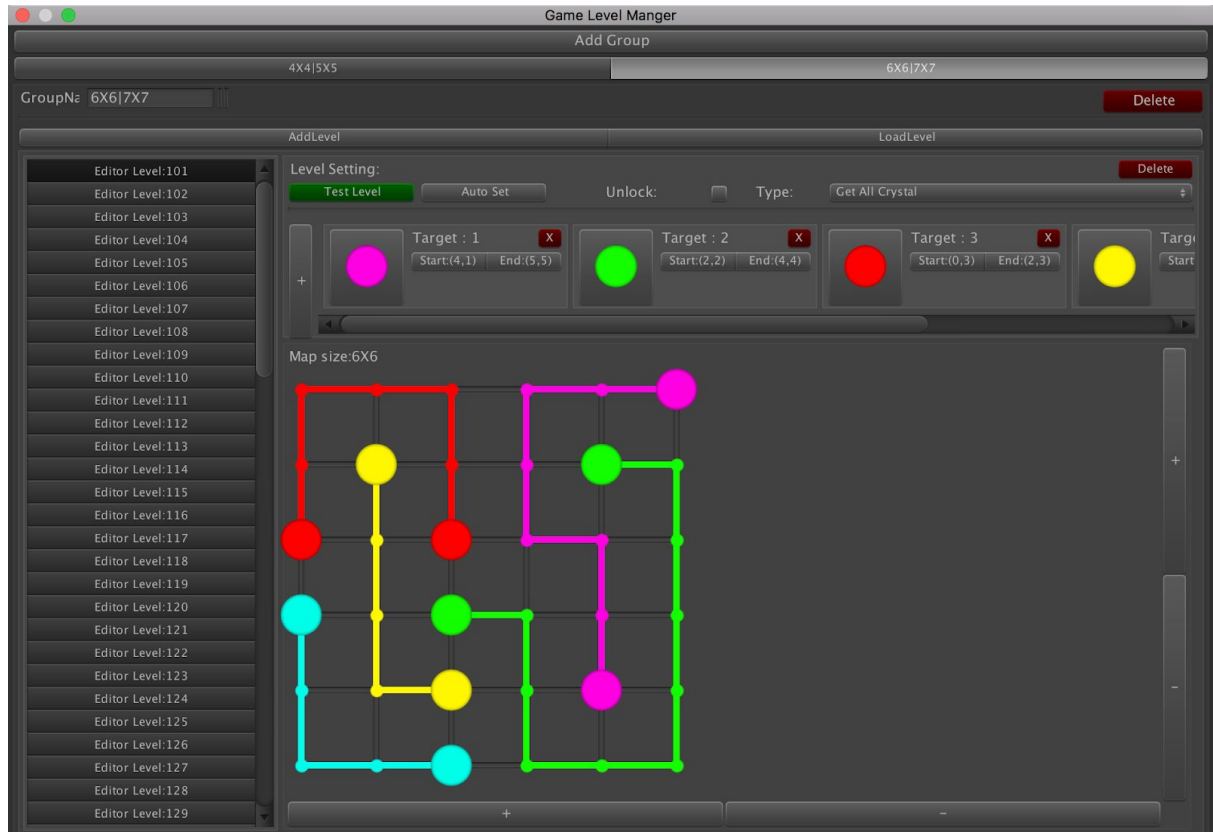 Game Level Manger
Add Group
4X4|5X5 6X6|7X7
GroupNa 6X6|7X7 Delete
AddLevel LoadLevel
Editor Level:101
Editor Level:102
Editor Level:103
Editor Level:104
Editor Level:105
Editor Level:106
Editor Level:107
Editor Level:108
Editor Level:109
Editor Level:110
Editor Level:111
Editor Level:112
Editor Level:113
Editor Level:114
Editor Level:115
Editor Level:116
Editor Level:117
Editor Level:118
Editor Level:119
Editor Level:120
Editor Level:121
Editor Level:122
Editor Level:123
Editor Level:124
Editor Level:125
Editor Level:126
Editor Level:127
Editor Level:128
Editor Level:129
Level Setting: Delete
Test Level Auto Set Unlock: Type: Get All Crystal
+
Target : 1 X
Start:(4,1) End:(5,5)
Target : 2 X
Start:(2,2) End:(4,4)
Target : 3 X
Start:(0,3) End:(2,3)
Targe
Start
Map size:6X6
+
-
+ -